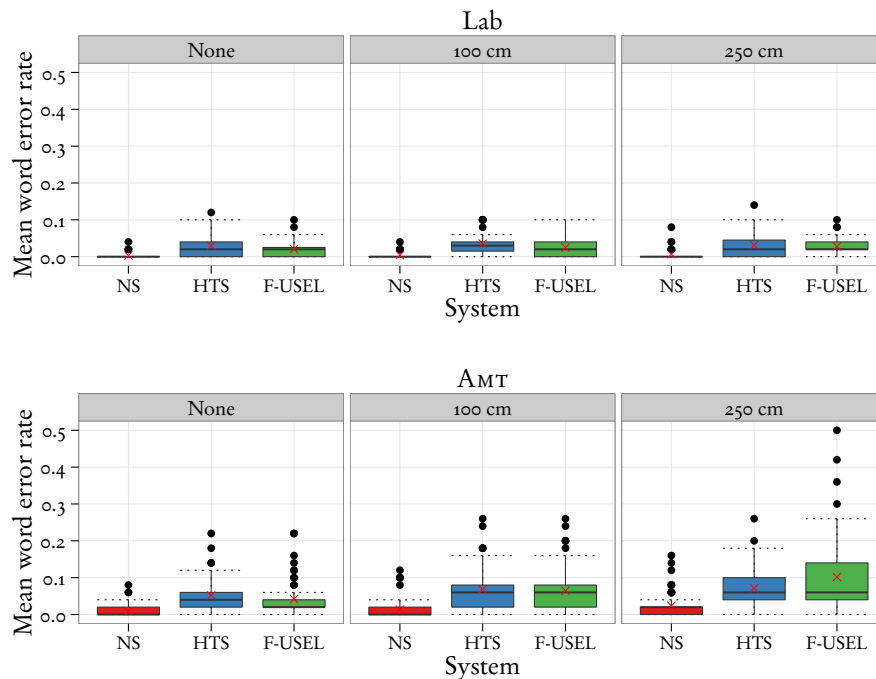 Lab
None 100 cm 250 cm
Mean word error rate
0.5
0.4
0.3
0.2
0.1
0.0
NS HTS F-USEL NS HTS F-USEL NS HTS F-USEL
System
AMT
None 100 cm 250 cm
Mean word error rate
0.5
0.4
0.3
0.2
0.1
0.0
NS HTS F-USEL NS HTS F-USEL NS HTS F-USEL
System